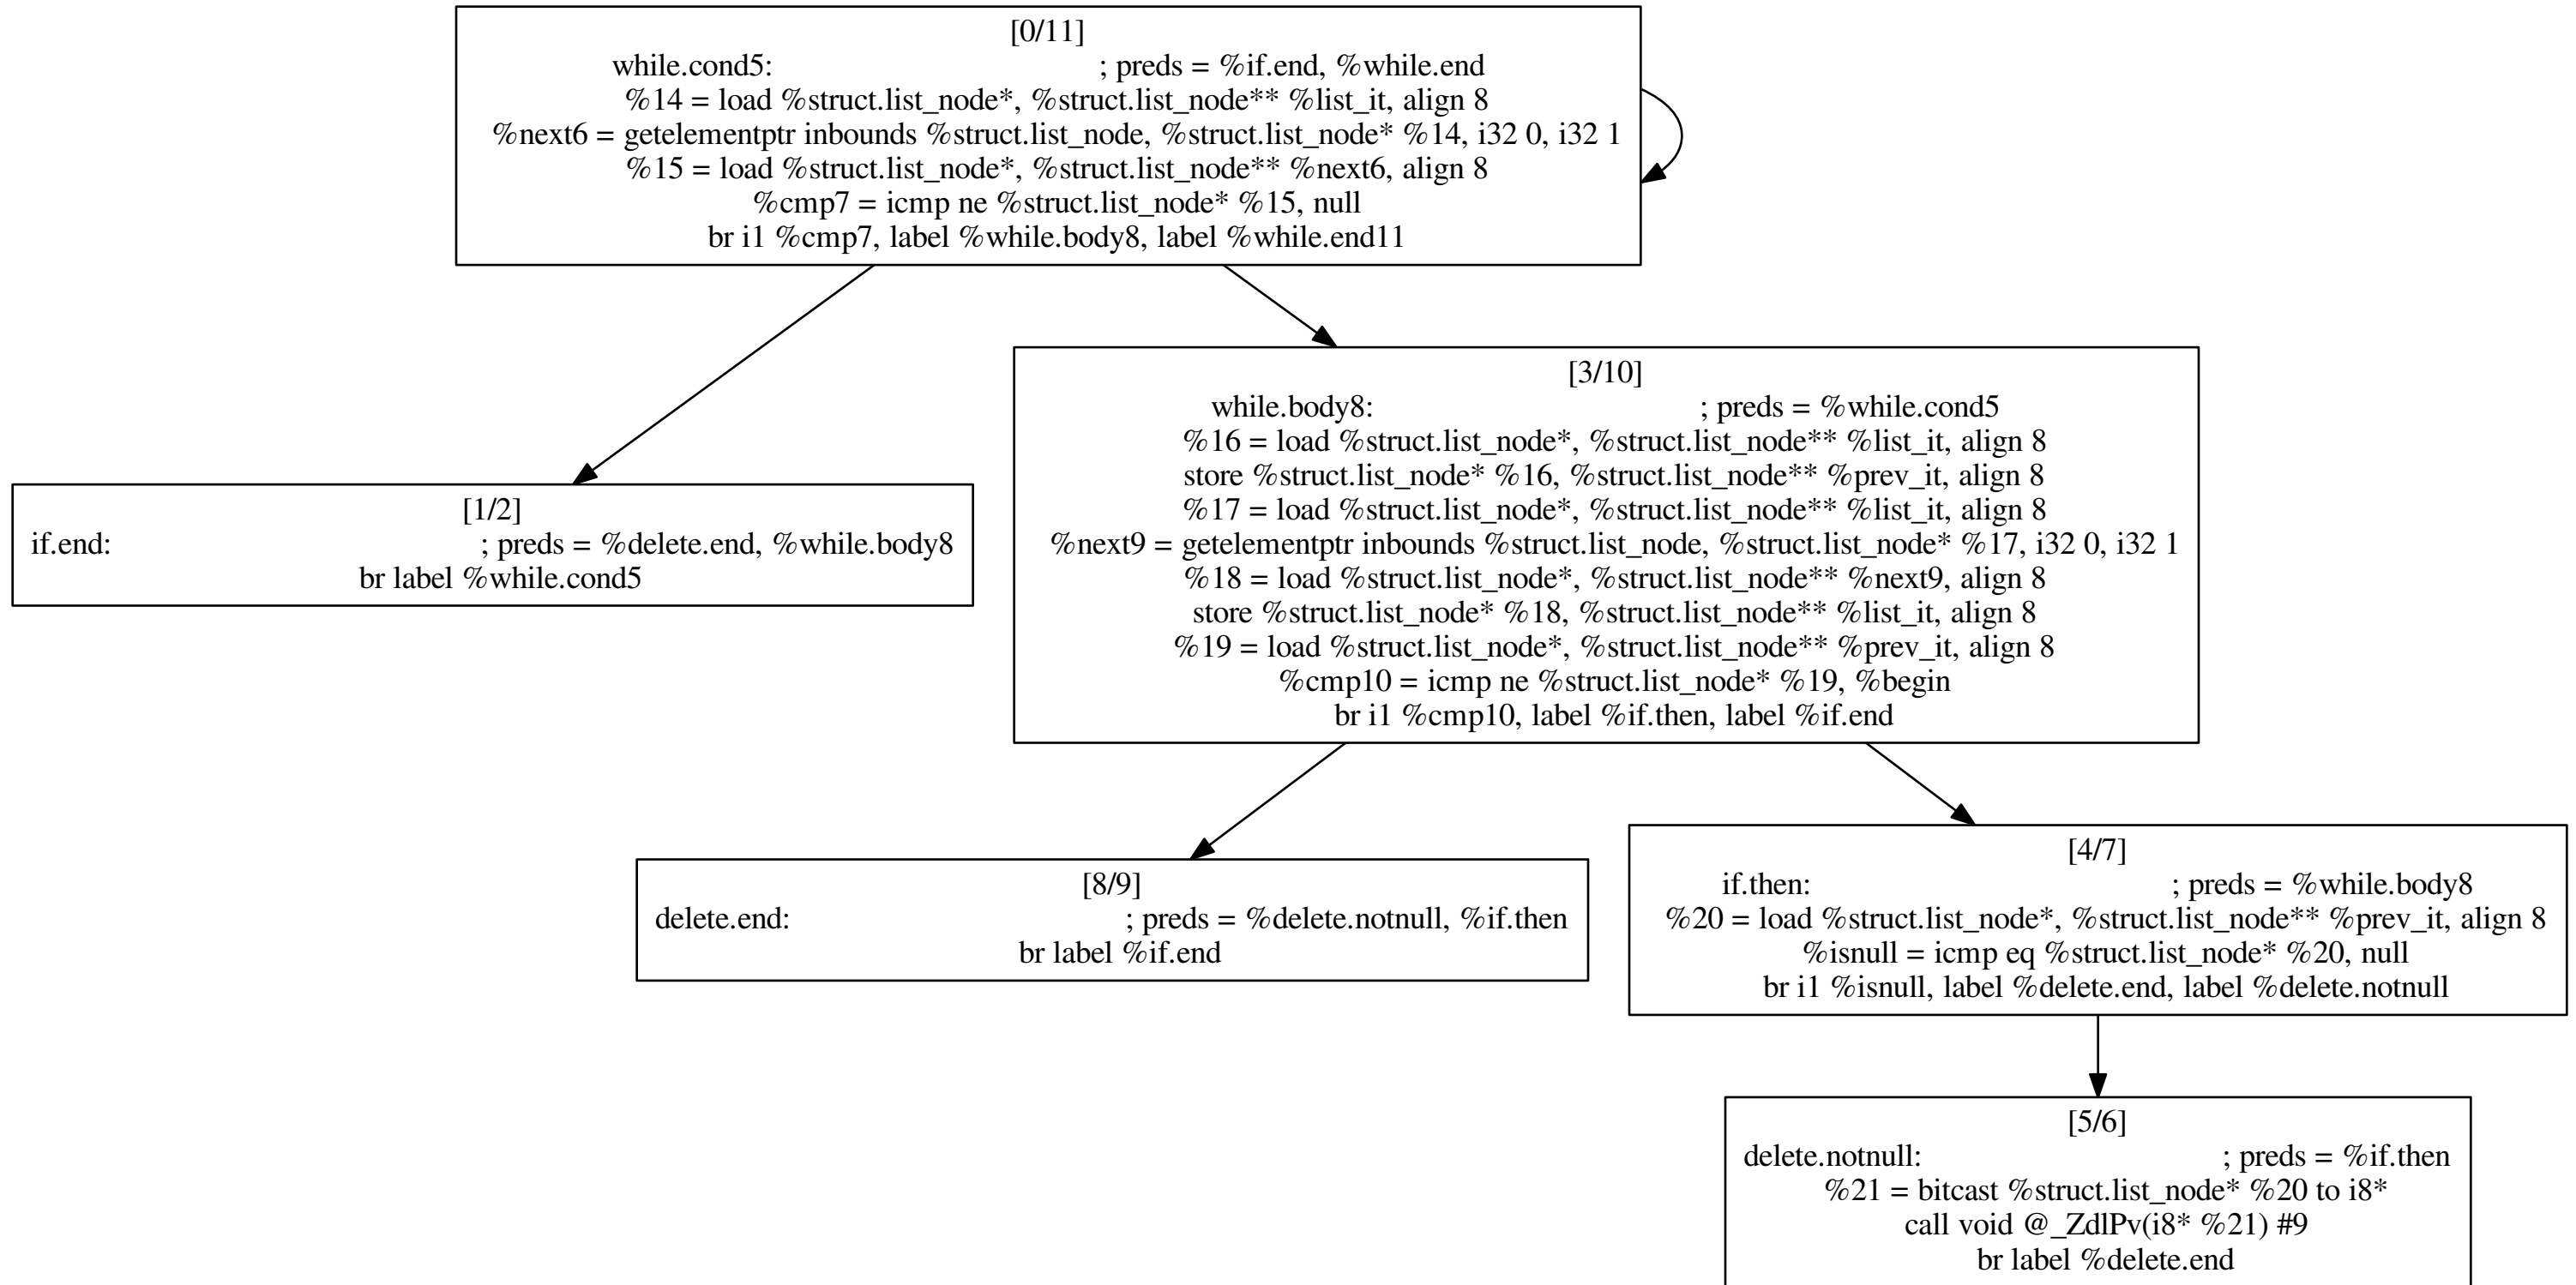 [0/11]
while.cond5: ; preds = %if.end, %while.end
%14 = load %struct.list_node*, %struct.list_node** %list_it, align 8
%next6 = getelementptr inbounds %struct.list_node, %struct.list_node* %14, i32 0, i32 1
%15 = load %struct.list_node*, %struct.list_node** %next6, align 8
%cmp7 = icmp ne %struct.list_node* %15, null
br i1 %cmp7, label %while.body8, label %while.end11
[1/2]
if.end: ; preds = %delete.end, %while.body8
br label %while.cond5
[3/10]
while.body8: ; preds = %while.cond5
%16 = load %struct.list_node*, %struct.list_node** %list_it, align 8
store %struct.list_node* %16, %struct.list_node** %prev_it, align 8
%17 = load %struct.list_node*, %struct.list_node** %list_it, align 8
%next9 = getelementptr inbounds %struct.list_node, %struct.list_node* %17, i32 0, i32 1
%18 = load %struct.list_node*, %struct.list_node** %next9, align 8
store %struct.list_node* %18, %struct.list_node** %list_it, align 8
%19 = load %struct.list_node*, %struct.list_node** %prev_it, align 8
%cmp10 = icmp ne %struct.list_node* %19, %begin
br i1 %cmp10, label %if.then, label %if.end
[8/9]
delete.end: ; preds = %delete.notnull, %if.then
br label %if.end
[4/7]
if.then: ; preds = %while.body8
%20 = load %struct.list_node*, %struct.list_node** %prev_it, align 8
%isnull = icmp eq %struct.list_node* %20, null
br i1 %isnull, label %delete.end, label %delete.notnull
[5/6]
delete.notnull: ; preds = %if.then
%21 = bitcast %struct.list_node* %20 to i8*
call void @_ZdlPv(i8* %21) #9
br label %delete.end